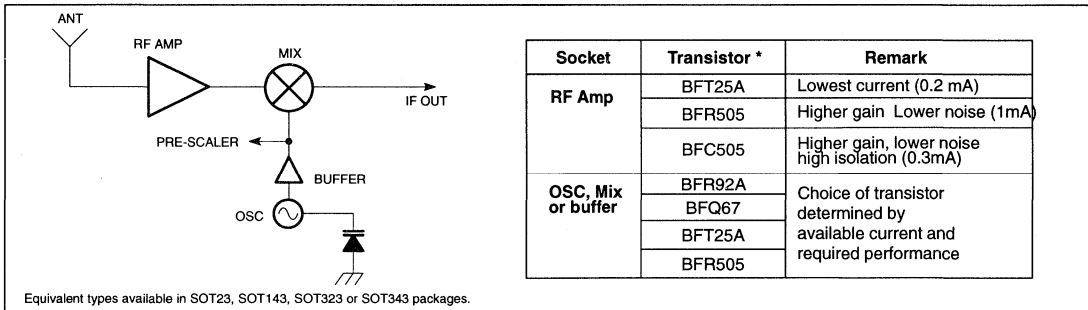 ANT
RF AMP
MIX
IF OUT
PRE-SCALER
BUFFER
OSC
Equivalent types available in SOT23, SOT143, SOT323 or SOT343 packages.
Socket Transistor * Remark
RF Amp
BFT25A Lowest current (0.2 mA)
BFR505 Higher gain Lower noise (1mA)
BFC505 Higher gain, lower noise
high isolation (0.3mA)
OSC, Mix
or buffer
BFR92A
BFQ67
BFT25A
BFR505
Choice of transistor
determined by
available current and
required performance